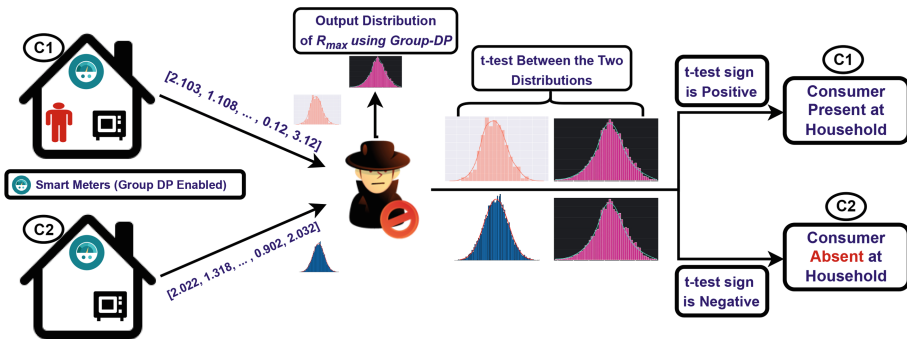 C1
[2.103, 1.108, ... , 0.12, 3.12]
Smart Meters (Group DP Enabled)
C2
[2.022, 1.318, ... , 0.902, 2.032]
Output Distribution
of R_max using Group-DP
t-test Between the Two
Distributions
t-test sign
is Positive
C1
Consumer
Present at
Household
C2
Consumer
Absent at
Household
t-test sign
is Negative